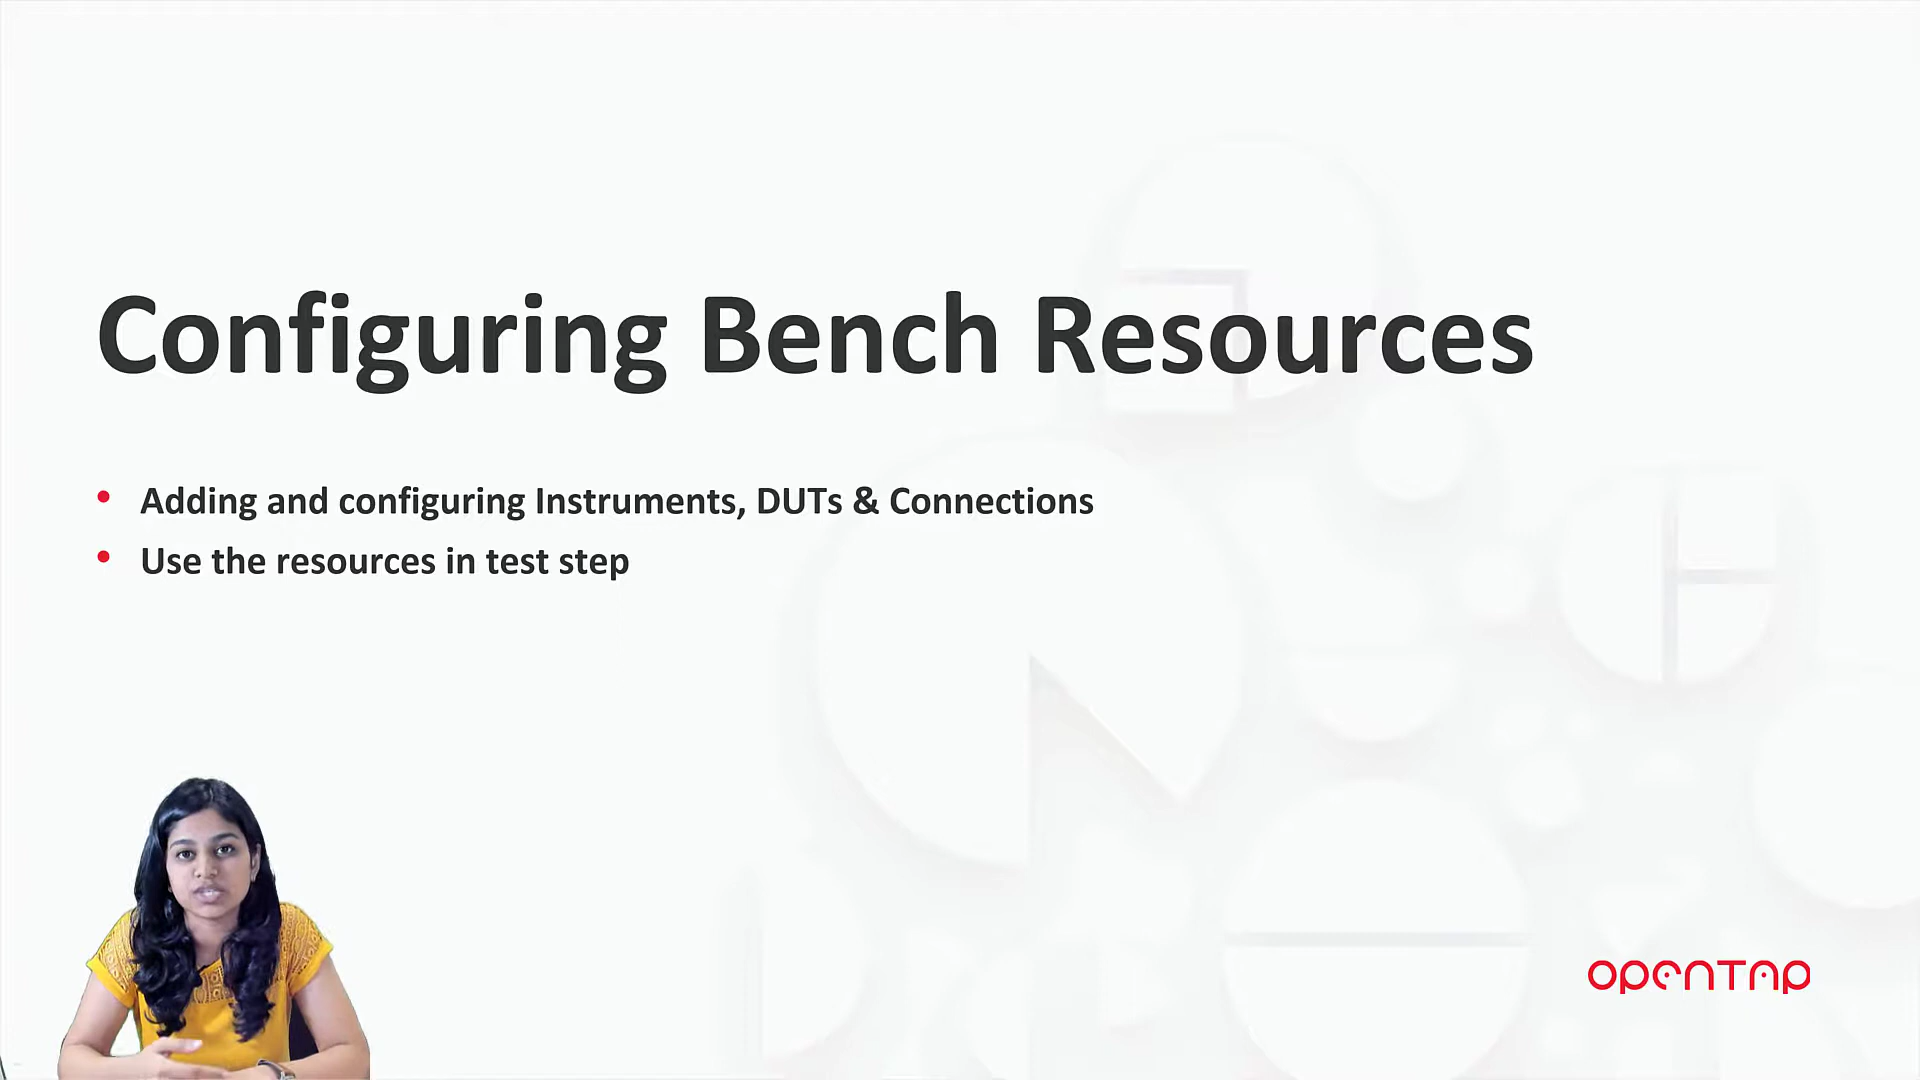 Configuring Bench Resources
• Adding and configuring Instruments, DUTs & Connections
• Use the resources in test step
openTAP